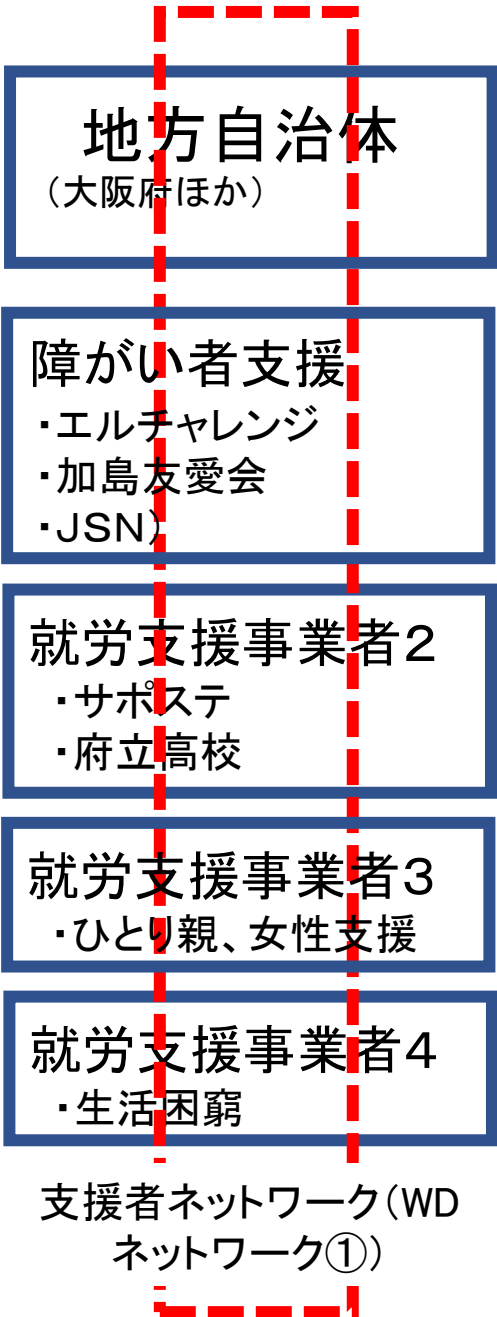 地方自治体
（大阪府ほか）
障がい者支援
・エルチャレンジ
・加島友愛会
・JSN）
就労支援事業者２
・サポステ
・府立高校
就労支援事業者３
・ひとり親、女性支援
就労支援事業者４
・生活困窮
支援者ネットワーク（WD
ネットワーク①）